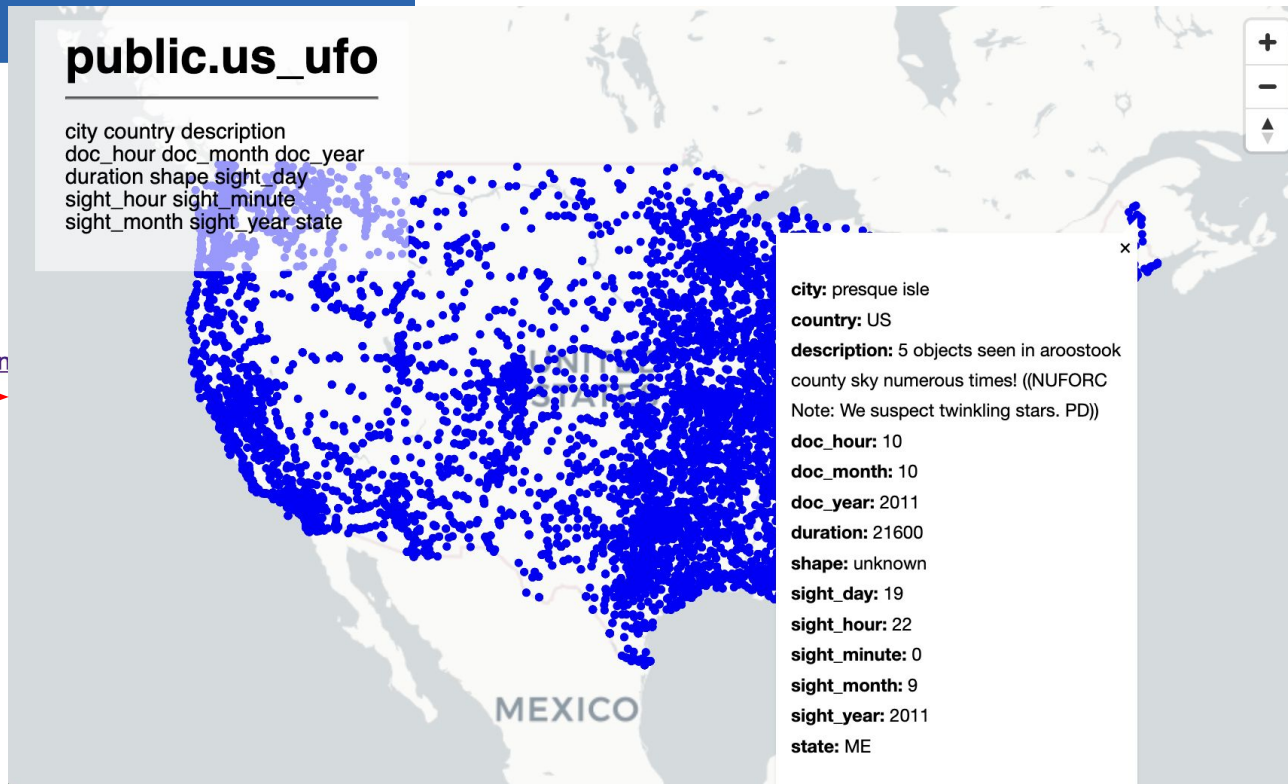 public.us_ufo
city country description
doc_hour doc_month doc_year
duration shape sight_day
sight_hour sight_minute
sight_month sight_year state
+
−
×
city: presque isle
country: US
description: 5 objects seen in aroostook
county sky numerous times! ((NUFORC
Note: We suspect twinkling stars. PD))
doc_hour: 10
doc_month: 10
doc_year: 2011
duration: 21600
shape: unknown
sight_day: 19
sight_hour: 22
sight_minute: 0
sight_month: 9
sight_year: 2011
state: ME
n
UNITED
STATES
MEXICO